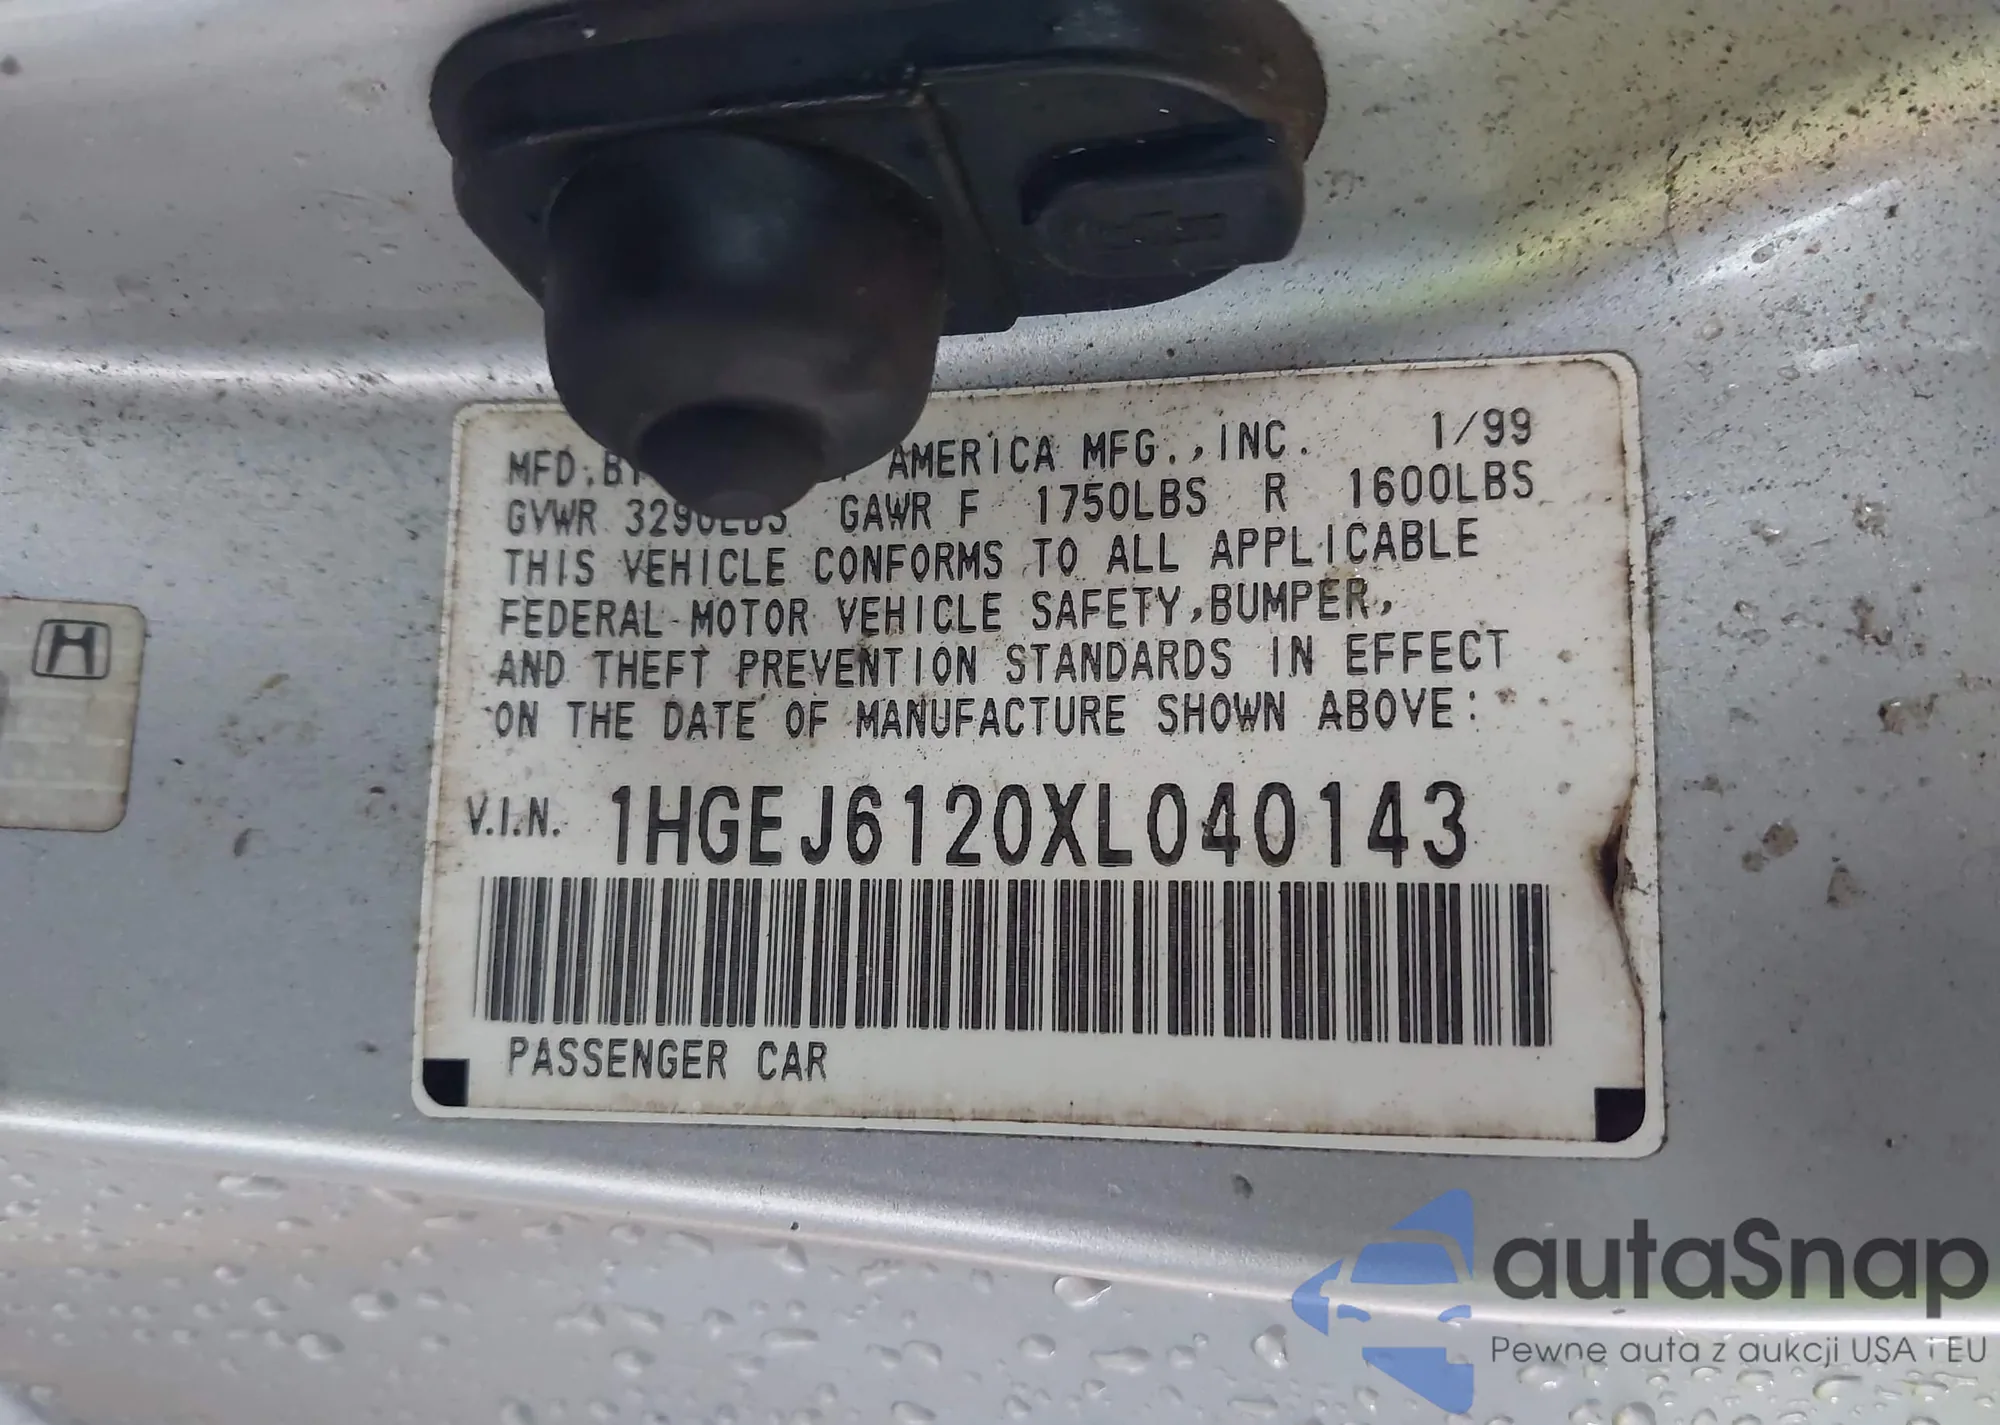 AMERICA MFG., INC. 1/99
GVWR GAWR F 1750LBS R 1600LBS
THIS VEHICLE CONFORMS TO ALL APPLICABLE
FEDERAL MOTOR VEHICLE SAFETY, BUMPER,
AND THEFT PREVENTION STANDARDS IN EFFECT
ON THE DATE OF MANUFACTURE SHOWN ABOVE:
V.I.N. 1HGEJ6120XL040143
PASSENGER CAR
autaSnap
Pewne auta z aukcji USA i EU